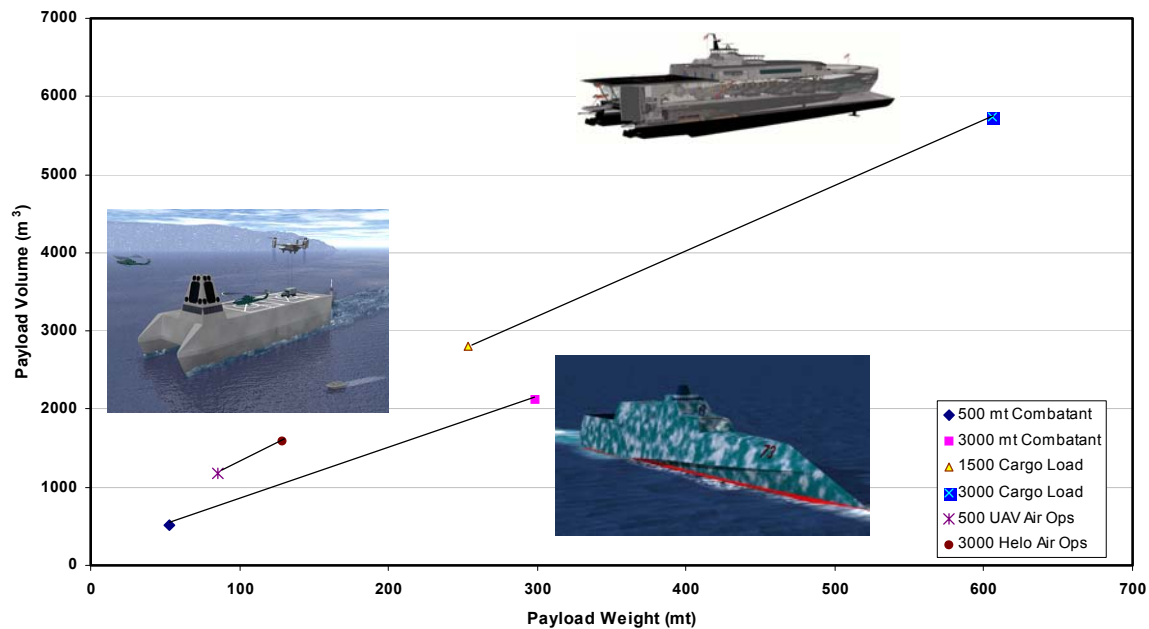 7000
6000
5000
4000
3000
2000
1000
0
Payload Volume (m³)
0 100 200 300 400 500 600 700
Payload Weight (mt)
500 mt Combatant
3000 mt Combatant
1500 Cargo Load
3000 Cargo Load
500 UAV Air Ops
3000 Helo Air Ops